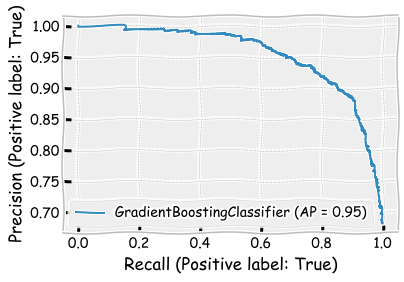 Precision (Positive label: True)
1.00
0.95
0.90
0.85
0.80
0.75
0.70
GradientBoostingClassifier (AP = 0.95)
0.0 0.2 0.4 0.6 0.8 1.0
Recall (Positive label: True)